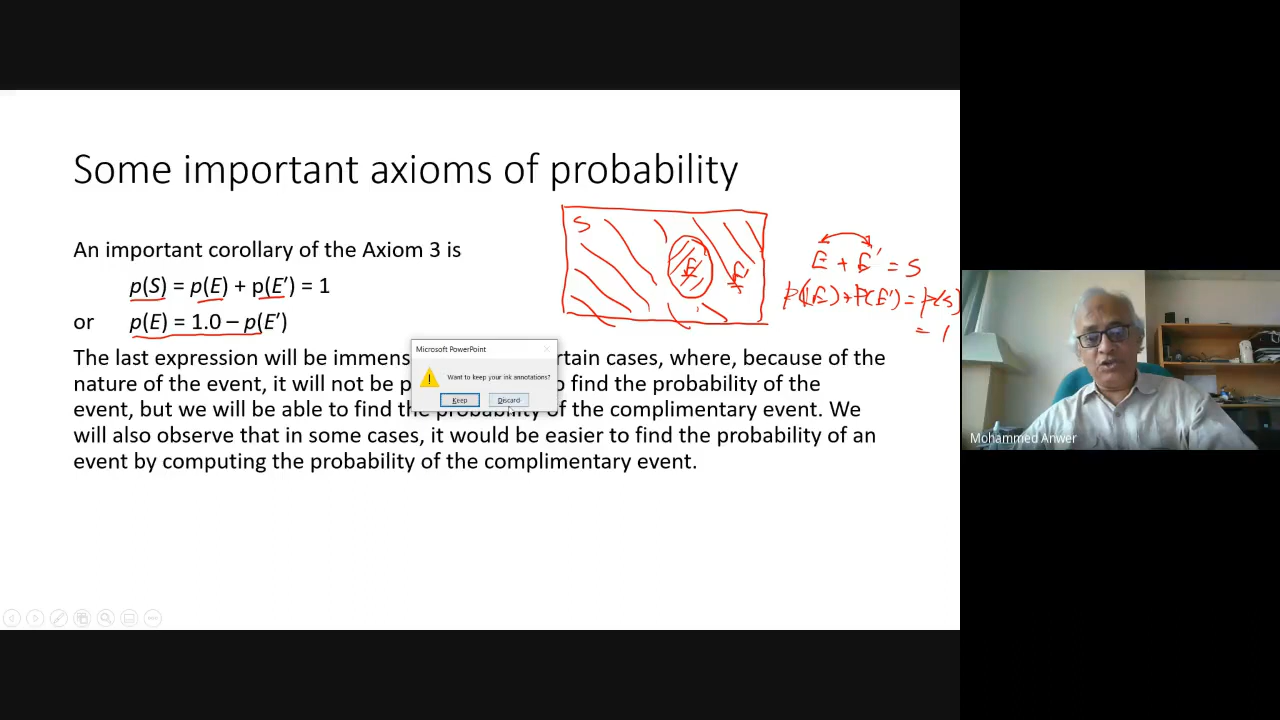 Some important axioms of probability
An important corollary of the Axiom 3 is
p(S) = p(E) + p(E′) = 1
or p(E) = 1.0 – p(E′)
The last expression will be immens rtain cases, where, because of the
nature of the event, it will not be p to find the probability of the
event, but we will be able to find the probability of the complimentary event. We
will also observe that in some cases, it would be easier to find the probability of an
event by computing the probability of the complimentary event.
S
E
E'
E + E' = S
p(E) + P(E') = p(S)
= 1
Microsoft PowerPoint
Want to keep your ink annotations?
Keep Discard
Mohammed Anwer